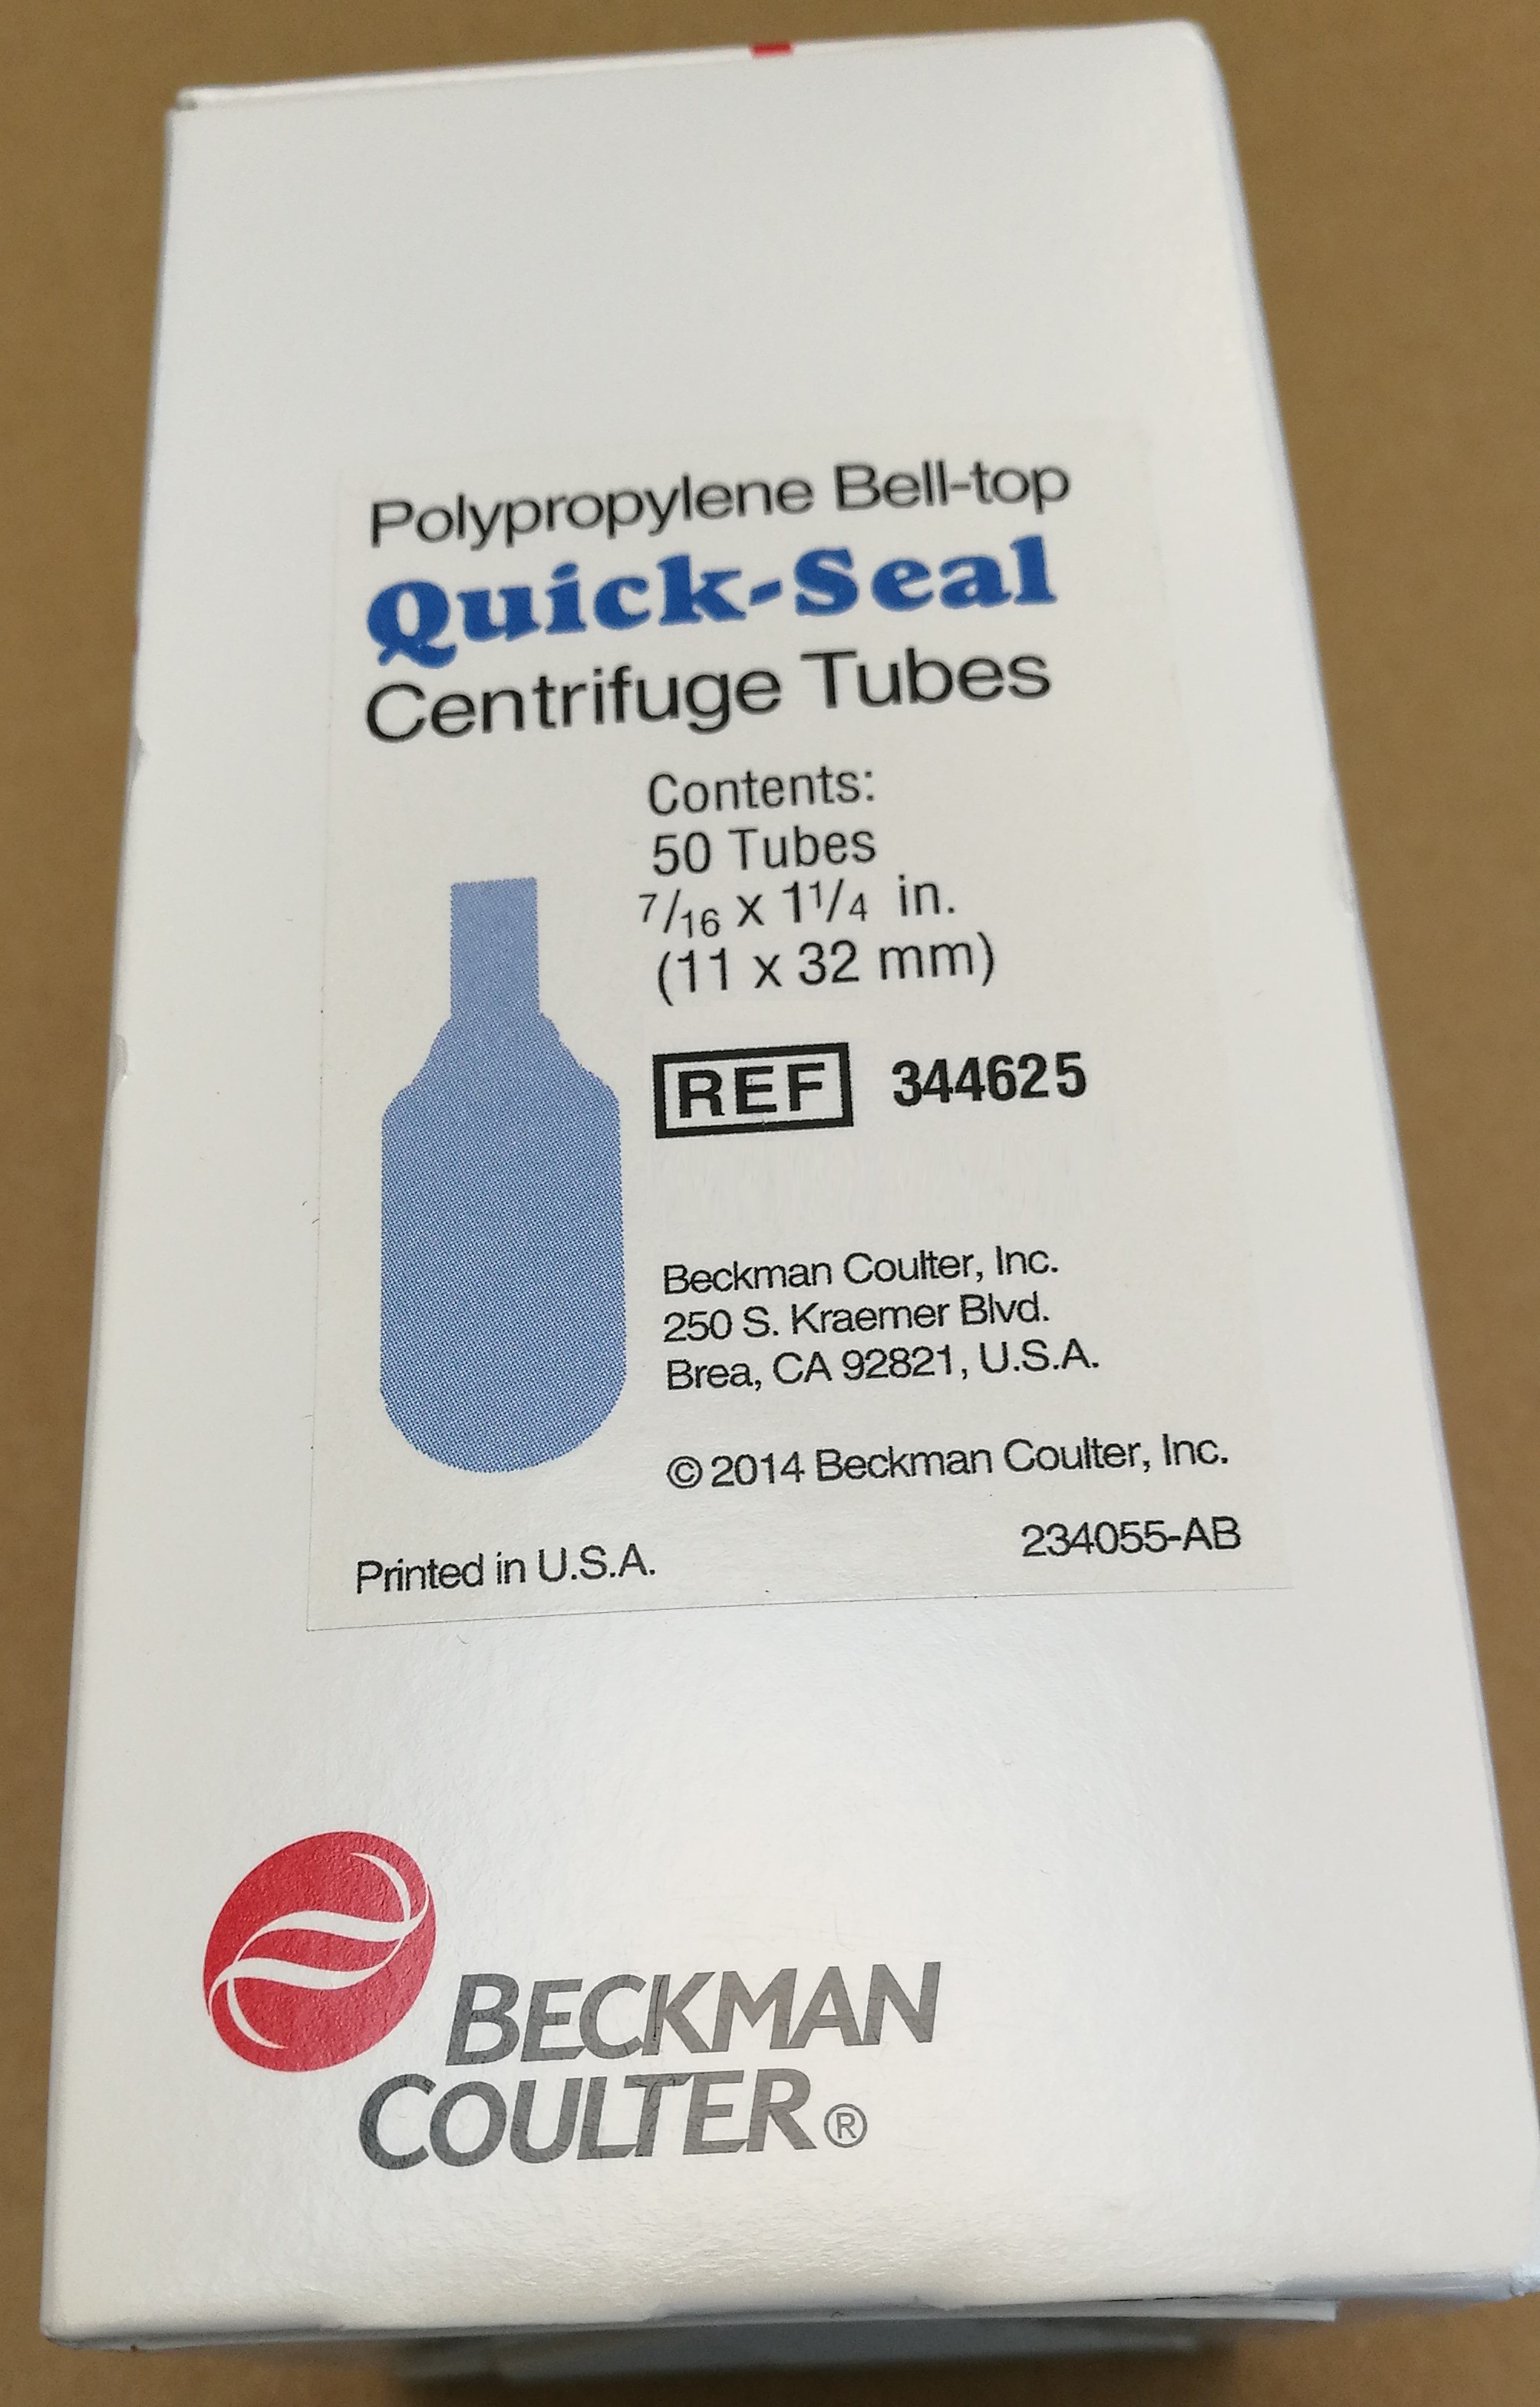 Polypropylene Bell-top
Quick-Seal
Centrifuge Tubes
Contents:
50 Tubes
7/16 x 1 1/4 in.
(11 x 32 mm)
REF 344625
Beckman Coulter, Inc.
250 S. Kraemer Blvd.
Brea, CA 92821, U.S.A.
© 2014 Beckman Coulter, Inc.
234055-AB
Printed in U.S.A.
BECKMAN
COULTER®